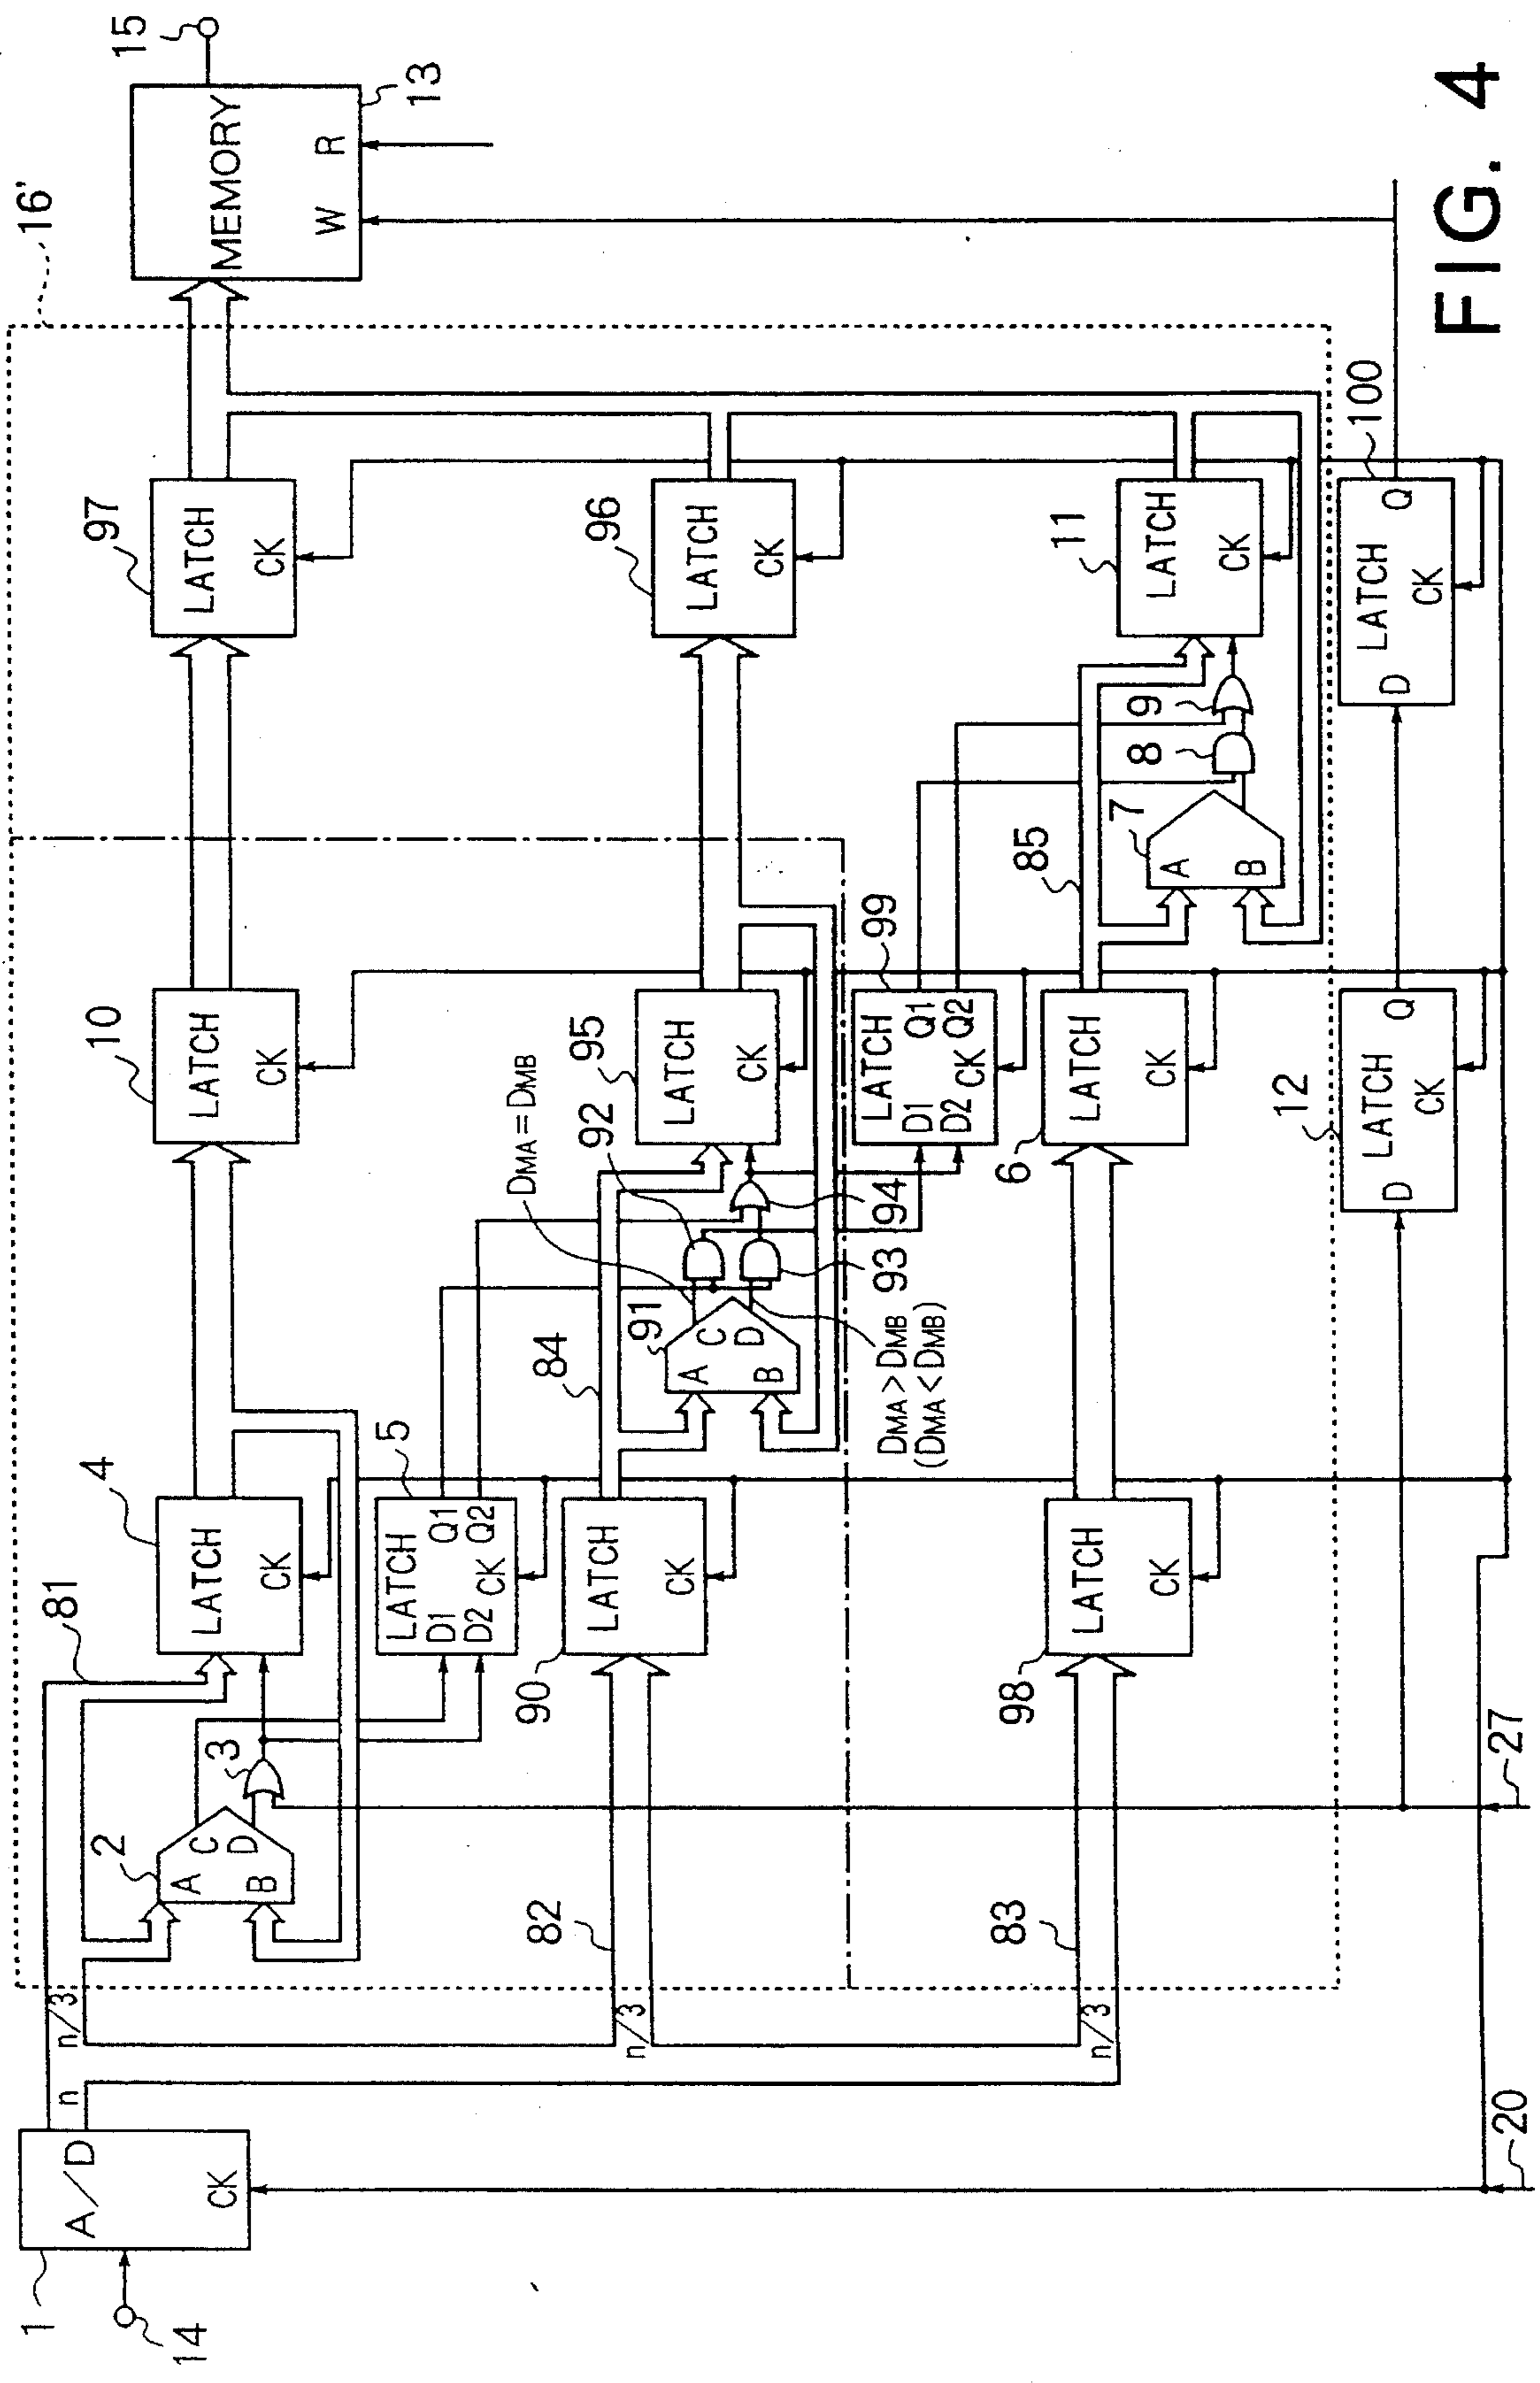 1
14
A/D
CK
n
n/3
n/3
n/3
81
82
83
2
A
B
C
D
3
4
LATCH
CK
5
LATCH
D1
D2
Q1
Q2
CK
90
LATCH
CK
98
LATCH
CK
84
91
A
B
C
D
92
93
94
DMA=DMB
DMA>DMB
(DMA<DMB)
10
LATCH
CK
95
LATCH
CK
99
LATCH
D1
D2
Q1
Q2
CK
6
LATCH
CK
85
7
A
B
8
9
97
LATCH
CK
96
LATCH
CK
11
LATCH
CK
12
LATCH
D
Q
CK
100
LATCH
D
Q
CK
16'
MEMORY
W
R
13
15
20
27
FIG. 4